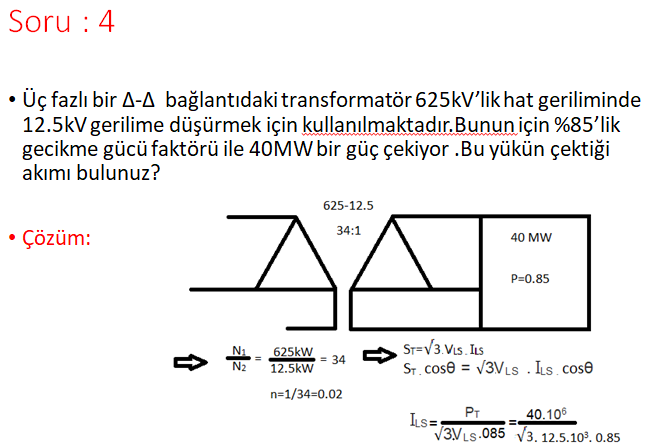 Soru : 4
• Üç fazlı bir Δ-Δ bağlantıdaki transformatör 625kV’lik hat geriliminde
12.5kV gerilime düşürmek için kullanılmaktadır.Bunun için %85’lik
gecikme gücü faktörü ile 40MW bir güç çekiyor .Bu yükün çektiği
akımı bulunuz?
• Çözüm:
625-12.5
34:1
40 MW
P=0.85
N1/N2 = 625kW/12.5kW = 34
n=1/34=0.02
ST=√3.VLS . ILS
ST . cosθ = √3VLS . ILS . cosθ
ILS= PT/√3.VLS.085 = 40.10⁶/√3. 12.5.10³. 0.85